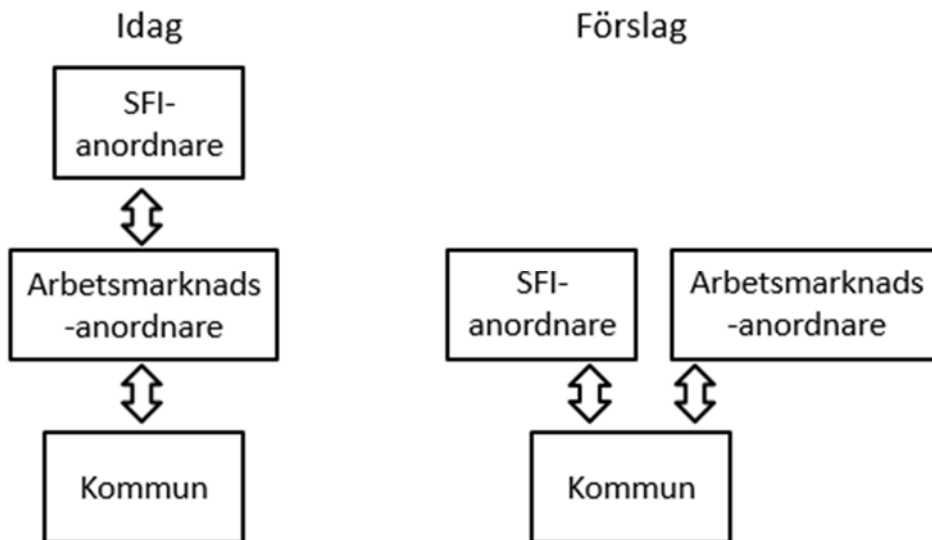 Idag
SFI-
anordnare
Arbetsmarknads
-anordnare
Kommun
Förslag
SFI-
anordnare
Arbetsmarknads
-anordnare
Kommun